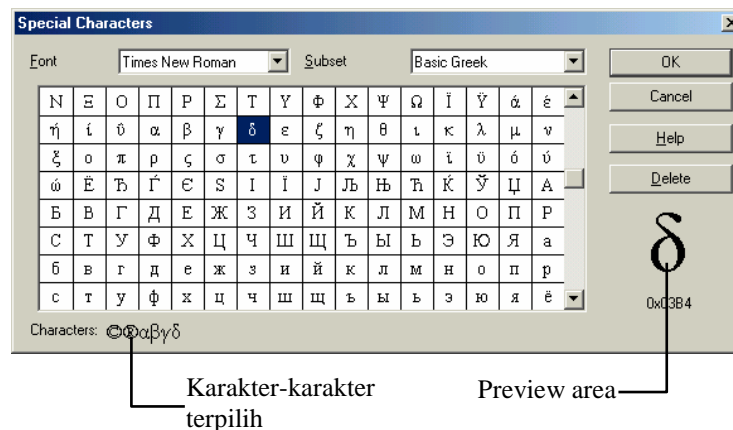 Special Characters
Font Times New Roman Subset Basic Greek OK
Ν Ξ Ο Π Ρ Σ Τ Υ Φ Χ Ψ Ω Ϊ Ϋ ά έ Cancel
ή ί ΰ α β γ δ ε ζ η θ ι κ λ μ ν Help
ξ ο π ρ ς σ τ υ φ χ ψ ω ϊ ϋ ό ύ
ώ Ё Ђ Ѓ Є Ѕ І Ї Ј Љ Њ Ћ Ќ Ў Џ А Delete
Б В Г Д Е Ж З И Й К Л М Н О П Р
С Т У Ф Х Ц Ч Ш Щ Ъ Ы Ь Э Ю Я а δ
б в г д е ж з и й к л м н о п р
с т у ф х ц ч ш щ ъ ы ь э ю я ё 0x03B4
Characters: ©®αβγδ
Karakter-karakter
terpilih
Preview area